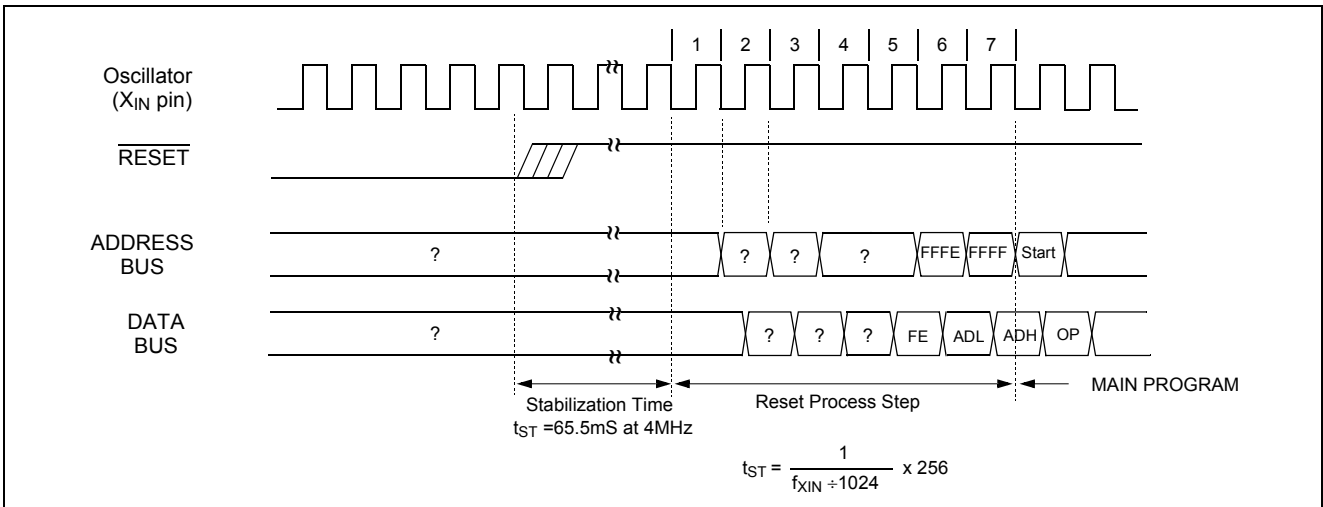 1 2 3 4 5 6 7
Oscillator
(XIN pin)
RESET
ADDRESS
BUS
? ? ? ? FFFE FFFF Start
DATA
BUS
? ? ? ? FE ADL ADH OP
MAIN PROGRAM
Stabilization Time
tST =65.5mS at 4MHz
Reset Process Step
tST = 1 / fXIN ÷1024 x 256